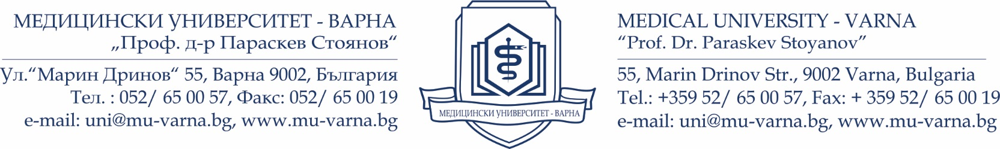 МЕДИЦИНСКИ УНИВЕРСИТЕТ - ВАРНА
„Проф. д-р Параскев Стоянов“
Ул.“Марин Дринов“ 55, Варна 9002, България
Тел. : 052/ 65 00 57, Факс: 052/ 65 00 19
e-mail: uni@mu-varna.bg, www.mu-varna.bg
МЕДИЦИНСКИ УНИВЕРСИТЕТ - ВАРНА
MEDICAL UNIVERSITY - VARNA
“Prof. Dr. Paraskev Stoyanov”
55, Marin Drinov Str., 9002 Varna, Bulgaria
Tel.: +359 52/ 65 00 57, Fax: + 359 52/ 65 00 19
e-mail: uni@mu-varna.bg, www.mu-varna.bg